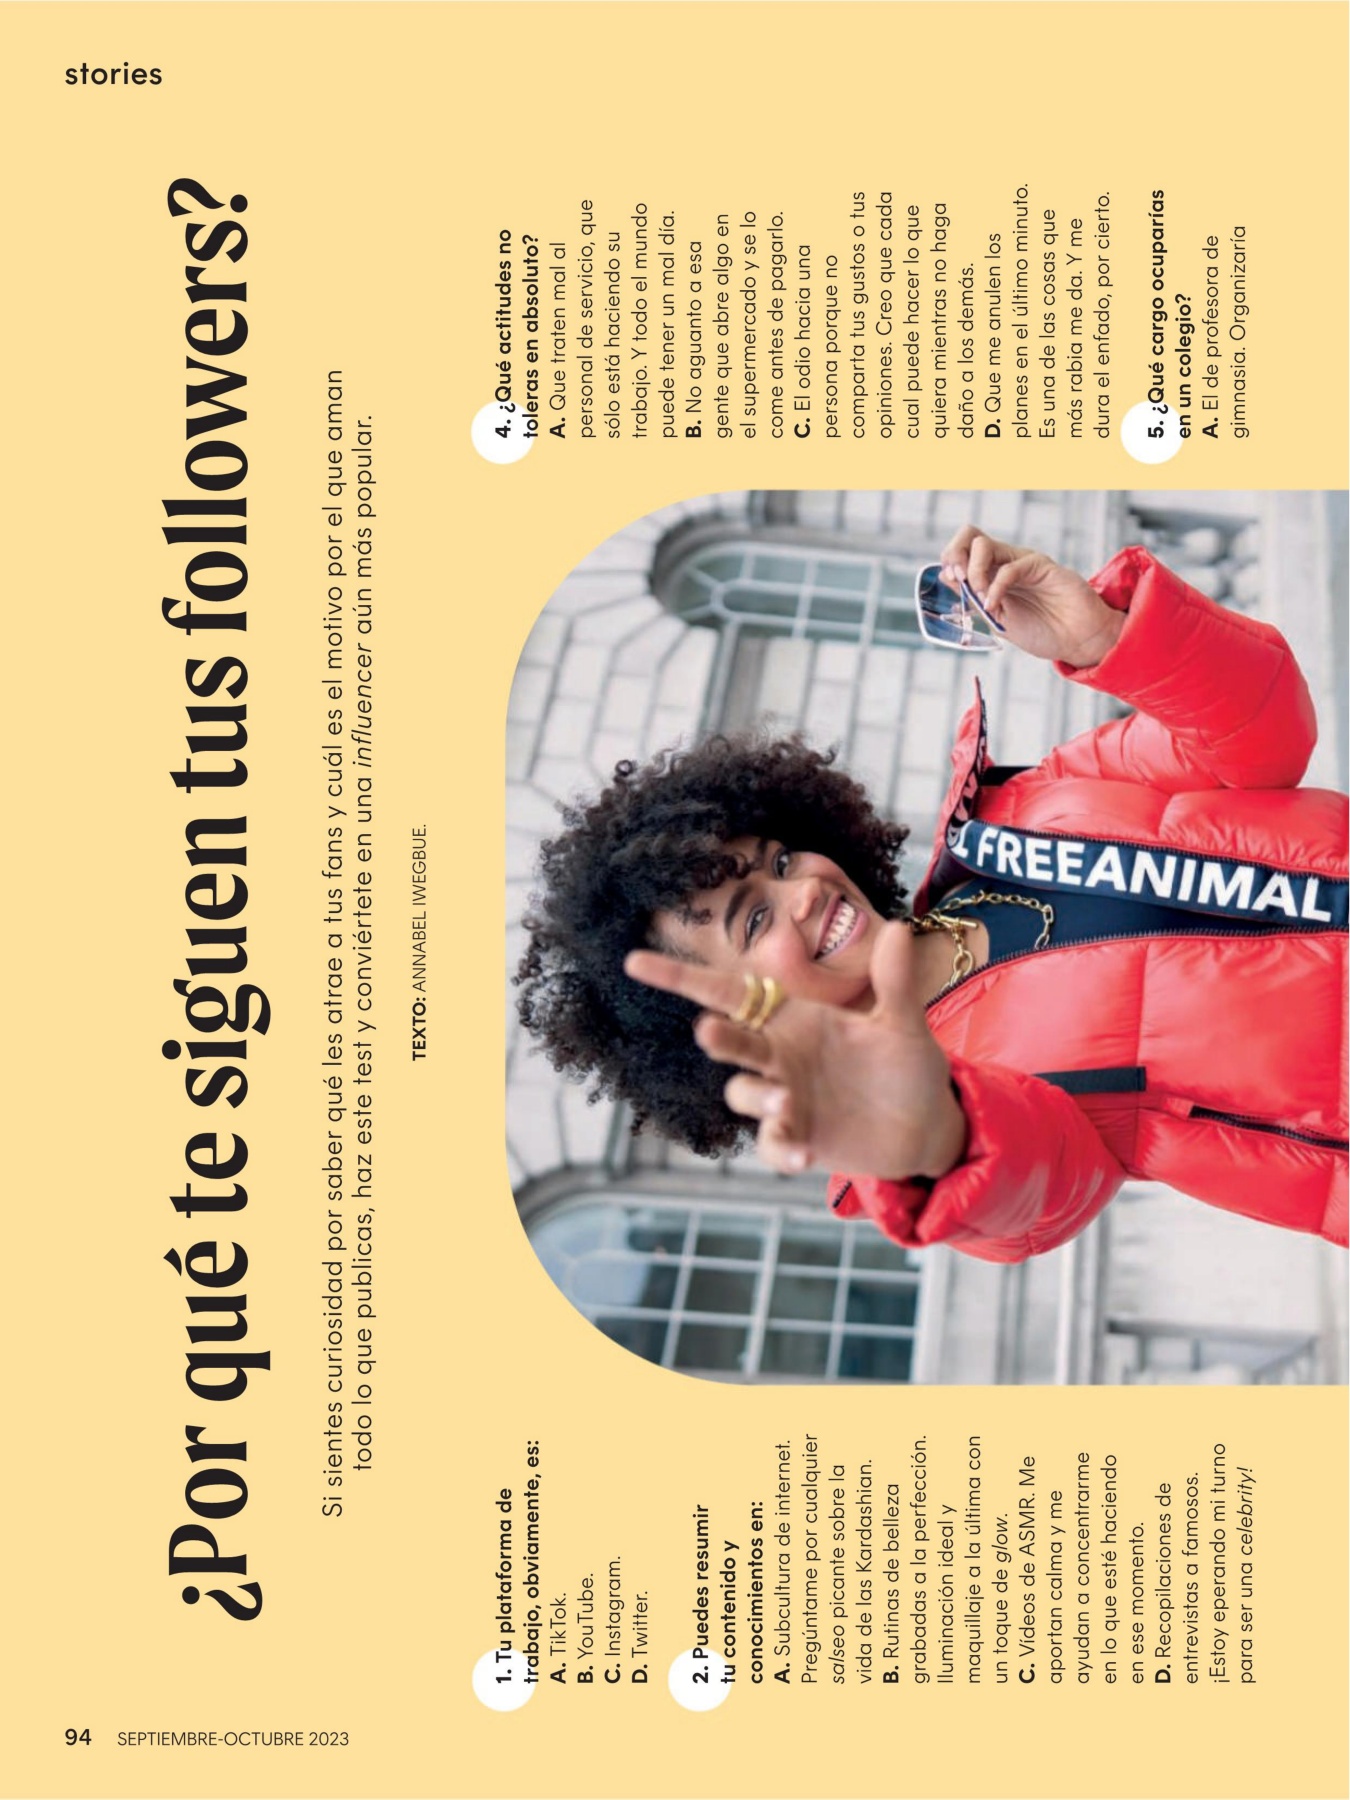 stories
¿Por qué te siguen tus followers?
Si sientes curiosidad por saber qué les atrae a tus fans y cuál es el motivo por el que aman
todo lo que publicas, haz este test y conviértete en una influencer aún más popular.
TEXTO: ANNABEL IWEGBUE.
1. Tu plataforma de
trabajo, obviamente, es:
A. TikTok.
B. YouTube.
C. Instagram.
D. Twitter.
2. Puedes resumir
tu contenido y
conocimientos en:
A. Subcultura de internet.
Pregúntame por cualquier
salseo picante sobre la
vida de las Kardashian.
B. Rutinas de belleza
grabadas a la perfección.
Iluminación ideal y
maquillaje a la última con
un toque de glow.
C. Vídeos de ASMR. Me
aportan calma y me
ayudan a concentrarme
en lo que esté haciendo
en ese momento.
D. Recopilaciones de
entrevistas a famosos.
¡Estoy esperando mi turno
para ser una celebrity!
FREEANIMAL
4. ¿Qué actitudes no
toleras en absoluto?
A. Que traten mal al
personal de servicio, que
sólo está haciendo su
trabajo. Y todo el mundo
puede tener un mal día.
B. No aguanto a esa
gente que abre algo en
el supermercado y se lo
come antes de pagarlo.
C. El odio hacia una
persona porque no
comparta tus gustos o tus
opiniones. Creo que cada
cual puede hacer lo que
quiera mientras no haga
daño a los demás.
D. Que me anulen los
planes en el último minuto.
Es una de las cosas que
más rabia me da. Y me
dura el enfado, por cierto.
5. ¿Qué cargo ocuparías
en un colegio?
A. El de profesora de
gimnasia. Organizaría
94 SEPTIEMBRE-OCTUBRE 2023